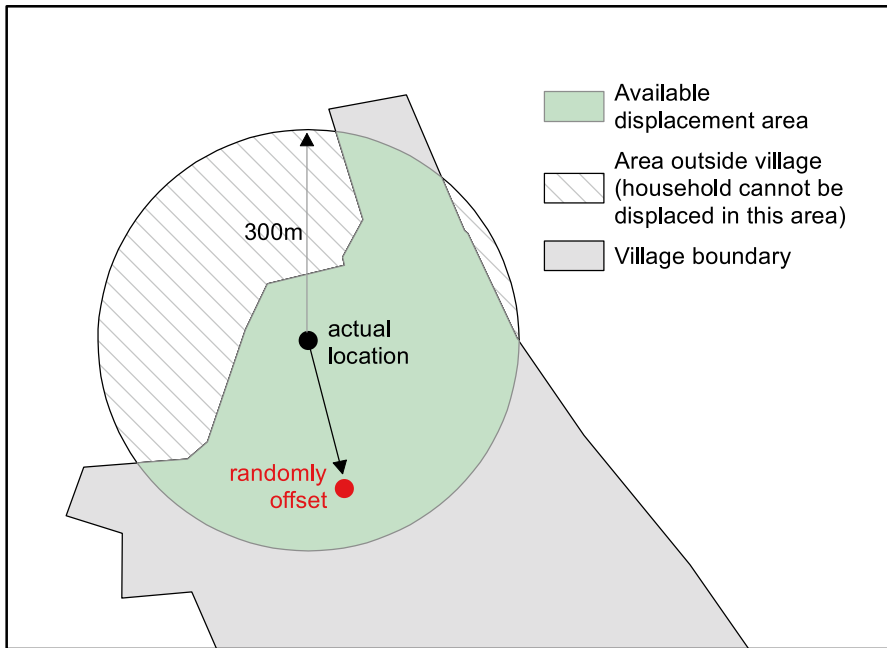 Available
displacement area
Area outside village
(household cannot be
displaced in this area)
Village boundary
300m
actual
location
randomly
offset